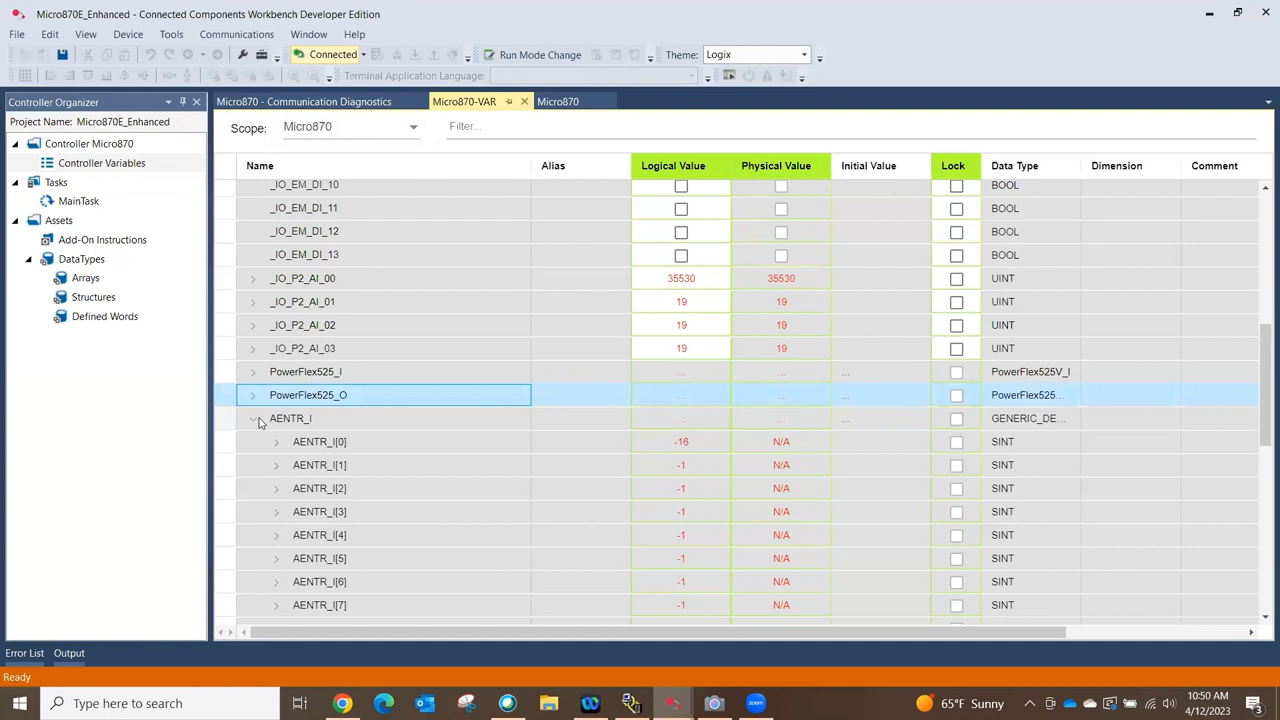 Micro870E_Enhanced - Connected Components Workbench Developer Edition
File Edit View Device Tools Communications Window Help
Connected Run Mode Change Theme: Logix
Terminal Application Language:
Controller Organizer
Project Name: Micro870E_Enhanced
Controller Micro870
Controller Variables
Tasks
MainTask
Assets
Add-On Instructions
DataTypes
Arrays
Structures
Defined Words
Micro870 - Communication Diagnostics Micro870-VAR Micro870
Scope: Micro870 Filter...
Name Alias Logical Value Physical Value Initial Value Lock Data Type Dimension Comment
_IO_EM_DI_10 BOOL
_IO_EM_DI_11 BOOL
_IO_EM_DI_12 BOOL
_IO_EM_DI_13 BOOL
_IO_P2_AI_00 35530 35530 UINT
_IO_P2_AI_01 19 19 UINT
_IO_P2_AI_02 19 19 UINT
_IO_P2_AI_03 19 19 UINT
PowerFlex525_I ... ... ... PowerFlex525V_I
PowerFlex525_O ... ... ... PowerFlex525...
AENTR_I ... ... ... GENERIC_DE...
AENTR_I[0] -16 N/A SINT
AENTR_I[1] -1 N/A SINT
AENTR_I[2] -1 N/A SINT
AENTR_I[3] -1 N/A SINT
AENTR_I[4] -1 N/A SINT
AENTR_I[5] -1 N/A SINT
AENTR_I[6] -1 N/A SINT
AENTR_I[7] -1 N/A SINT
Error List Output
Ready
Type here to search
zoom
65°F Sunny
10:50 AM
4/12/2023
3